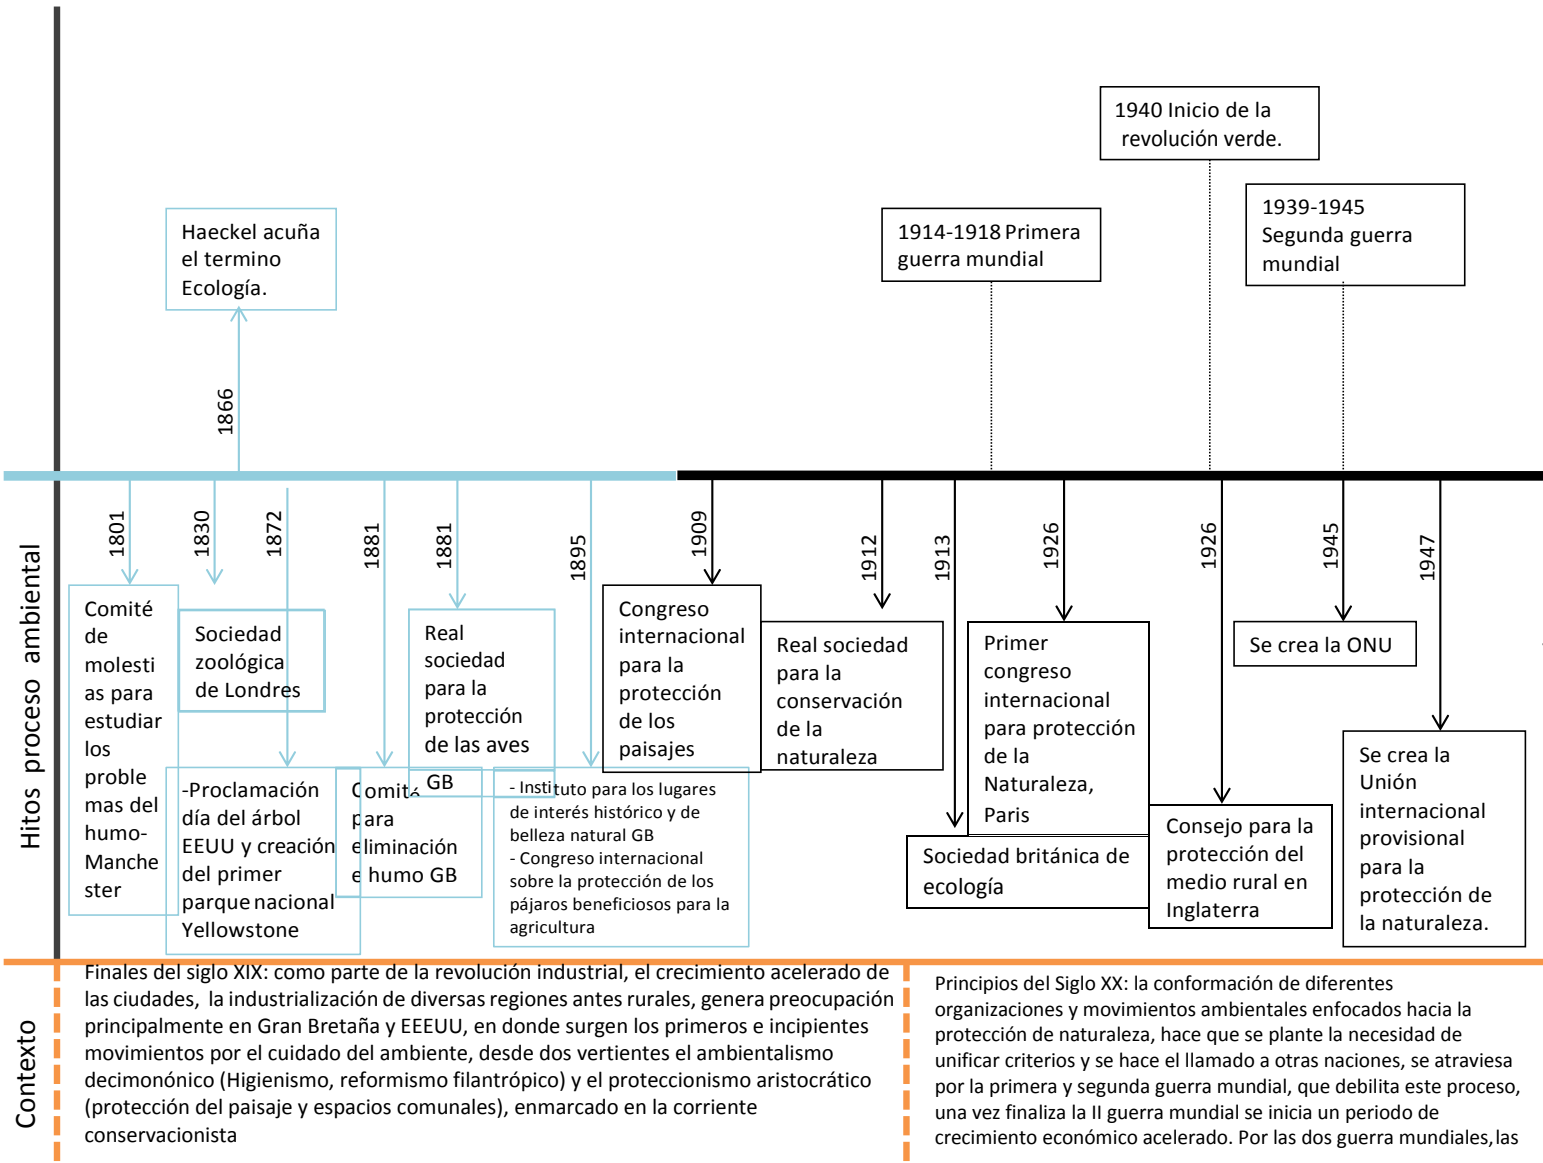 1940 Inicio de la
revolución verde.
Haeckel acuña
el termino
Ecología.
1914-1918 Primera
guerra mundial
1939-1945
Segunda guerra
mundial
1866
Hitos proceso ambiental
1801
1830
1872
1881
1881
1895
1909
1912
1913
1926
1926
1945
1947
Comité
de
molesti
as para
estudiar
los
proble
mas del
humo-
Manche
ster
Sociedad
zoológica
de Londres
-Proclamación
día del árbol
EEUU y creación
del primer
parque nacional
Yellowstone
Comité
para
eliminación
e humo GB
Real
sociedad
para la
protección
de las aves
GB
- Instituto para los lugares
de interés histórico y de
belleza natural GB
- Congreso internacional
sobre la protección de los
pájaros beneficiosos para la
agricultura
Congreso
internacional
para la
protección
de los
paisajes
Real sociedad
para la
conservación
de la
naturaleza
Sociedad británica de
ecología
Primer
congreso
internacional
para protección
de la
Naturaleza,
Paris
Consejo para la
protección del
medio rural en
Inglaterra
Se crea la ONU
Se crea la
Unión
internacional
provisional
para la
protección de
la naturaleza.
Contexto
Finales del siglo XIX: como parte de la revolución industrial, el crecimiento acelerado de
las ciudades, la industrialización de diversas regiones antes rurales, genera preocupación
principalmente en Gran Bretaña y EEEUU, en donde surgen los primeros e incipientes
movimientos por el cuidado del ambiente, desde dos vertientes el ambientalismo
decimonónico (Higienismo, reformismo filantrópico) y el proteccionismo aristocrático
(protección del paisaje y espacios comunales), enmarcado en la corriente
conservacionista
Principios del Siglo XX: la conformación de diferentes
organizaciones y movimientos ambientales enfocados hacia la
protección de naturaleza, hace que se plante la necesidad de
unificar criterios y se hace el llamado a otras naciones, se atraviesa
por la primera y segunda guerra mundial, que debilita este proceso,
una vez finaliza la II guerra mundial se inicia un periodo de
crecimiento económico acelerado. Por las dos guerra mundiales, las